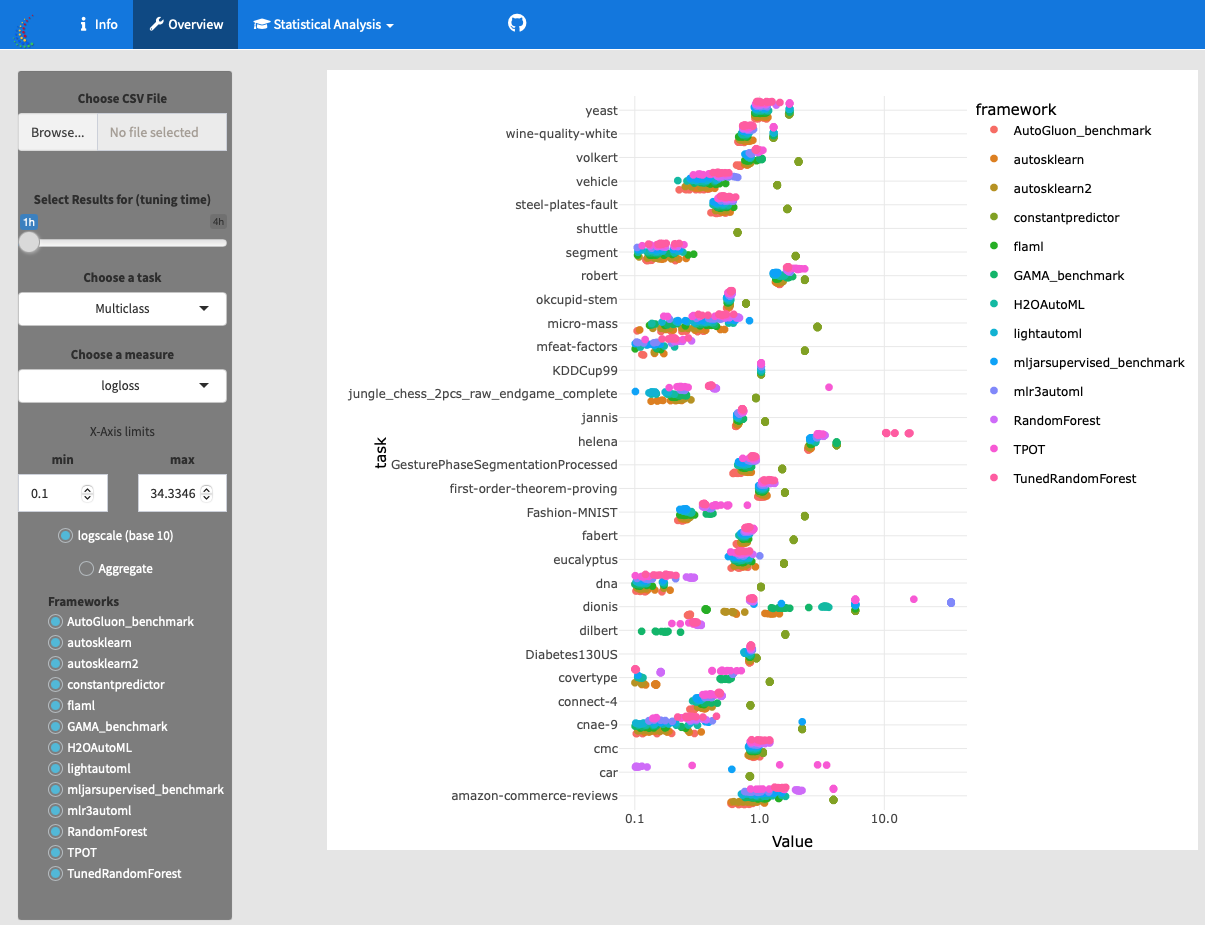 Info
Overview
Statistical Analysis
Choose CSV File
Browse... No file selected
Select Results for (tuning time)
1h 4h
Choose a task
Multiclass
Choose a measure
logloss
X-Axis limits
min max
0.1 34.3346
logscale (base 10)
Aggregate
Frameworks
AutoGluon_benchmark
autosklearn
autosklearn2
constantpredictor
flaml
GAMA_benchmark
H2OAutoML
lightautoml
mljarsupervised_benchmark
mlr3automl
RandomForest
TPOT
TunedRandomForest
task
yeast
wine-quality-white
volkert
vehicle
steel-plates-fault
shuttle
segment
robert
okcupid-stem
micro-mass
mfeat-factors
KDDCup99
jungle_chess_2pcs_raw_endgame_complete
jannis
helena
GesturePhaseSegmentationProcessed
first-order-theorem-proving
Fashion-MNIST
fabert
eucalyptus
dna
dionis
dilbert
Diabetes130US
covertype
connect-4
cnae-9
cmc
car
amazon-commerce-reviews
0.1 1.0 10.0
Value
framework
AutoGluon_benchmark
autosklearn
autosklearn2
constantpredictor
flaml
GAMA_benchmark
H2OAutoML
lightautoml
mljarsupervised_benchmark
mlr3automl
RandomForest
TPOT
TunedRandomForest